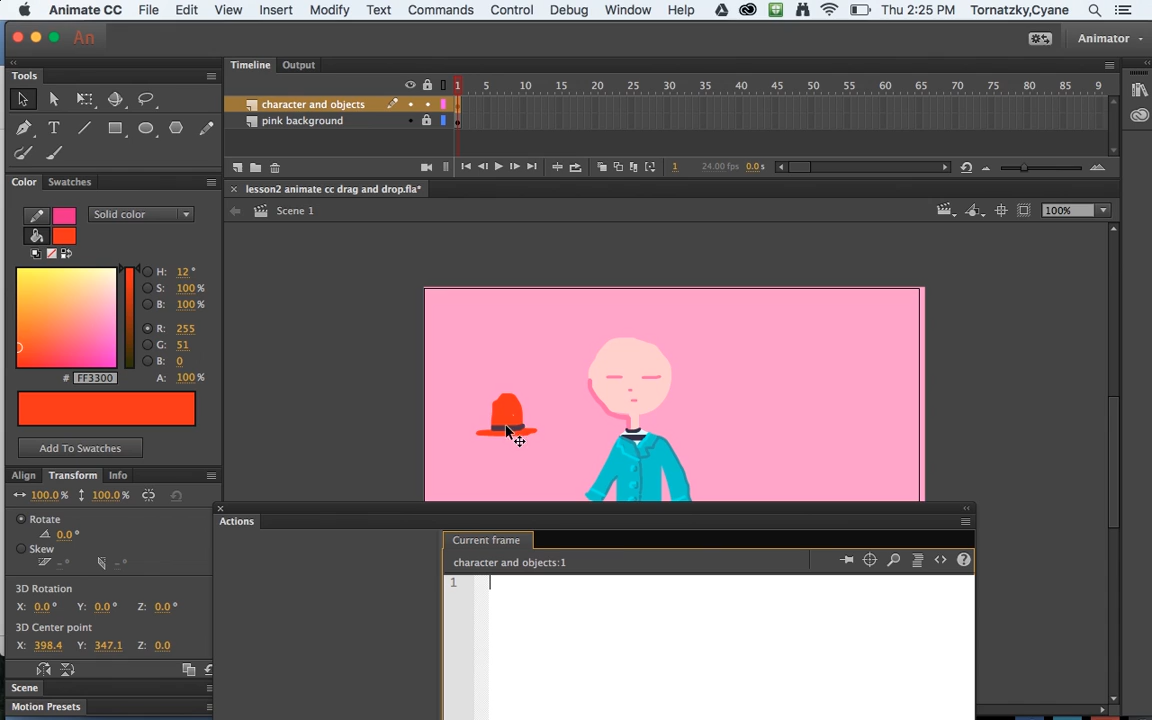 Animate CC File Edit View Insert Modify Text Commands Control Debug Window Help Thu 2:25 PM Tornatzky,Cyane
An Animator
Tools
Timeline Output
1 5 10 15 20 25 30 35 40 45 50 55 60 65 70 75 80 85 9
character and objects
pink background
1 24.00 fps 0.0 s
Color Swatches
lesson2 animate cc drag and drop.fla*
Scene 1 100%
Solid color
H: 12 °
S: 100 %
B: 100 %
R: 255
G: 51
B: 0
# FF3300 A: 100 %
Add To Swatches
Align Transform Info
100.0 % 100.0 %
Rotate
0.0 °
Skew
-° -°
3D Rotation
X: 0.0 ° Y: 0.0 ° Z: 0.0 °
3D Center point
X: 398.4 Y: 347.1 Z: 0.0
Scene
Motion Presets
Actions
Current frame
character and objects:1
1